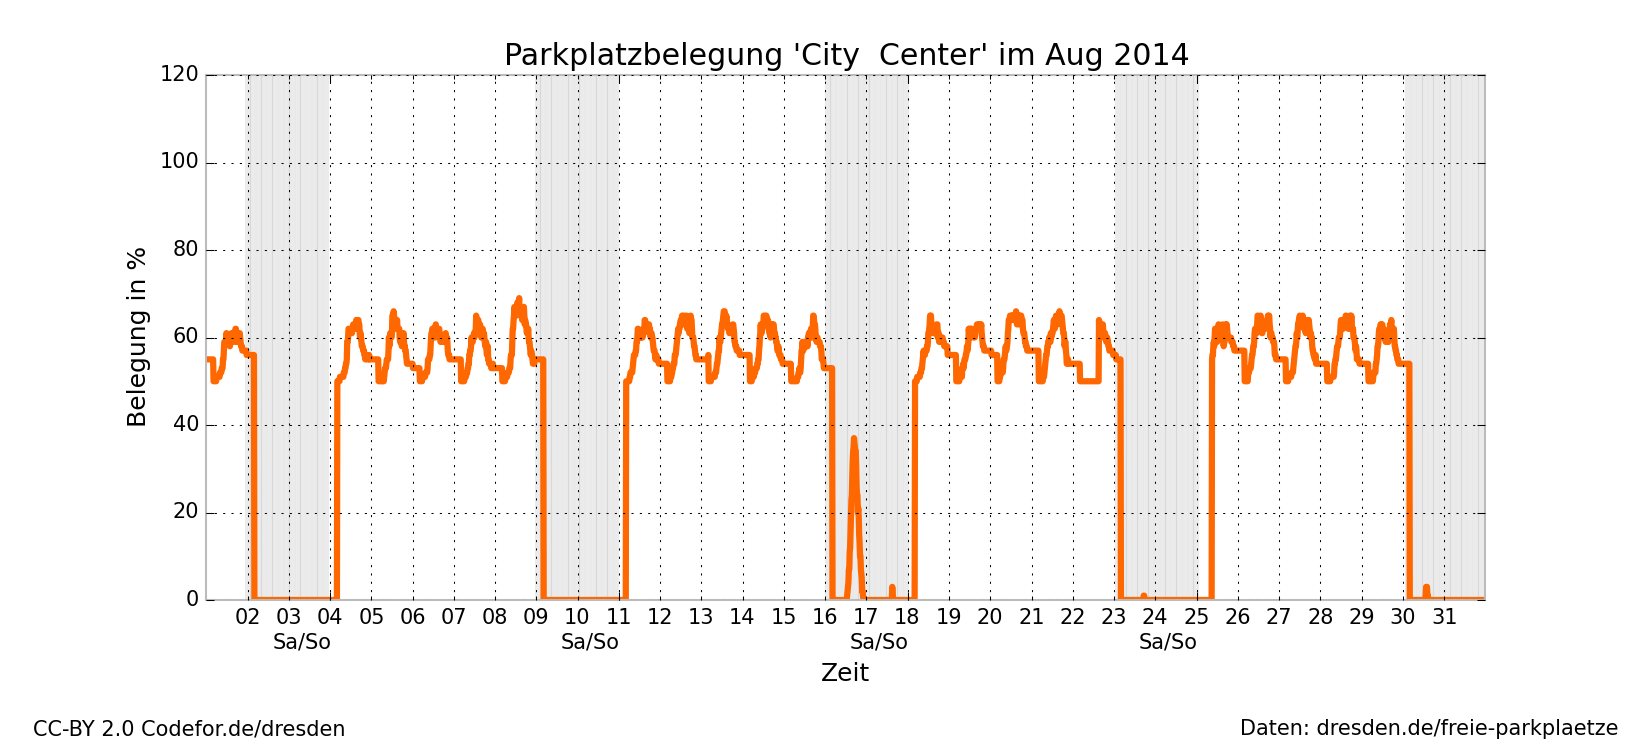 Parkplatzbelegung 'City  Center' im Aug 2014
120
100
80
60
40
20
0
Belegung in %
02 03 04 05 06 07 08 09 10 11 12 13 14 15 16 17 18 19 20 21 22 23 24 25 26 27 28 29 30 31
Sa/So Sa/So Sa/So Sa/So
Zeit
CC-BY 2.0 Codefor.de/dresden
Daten: dresden.de/freie-parkplaetze